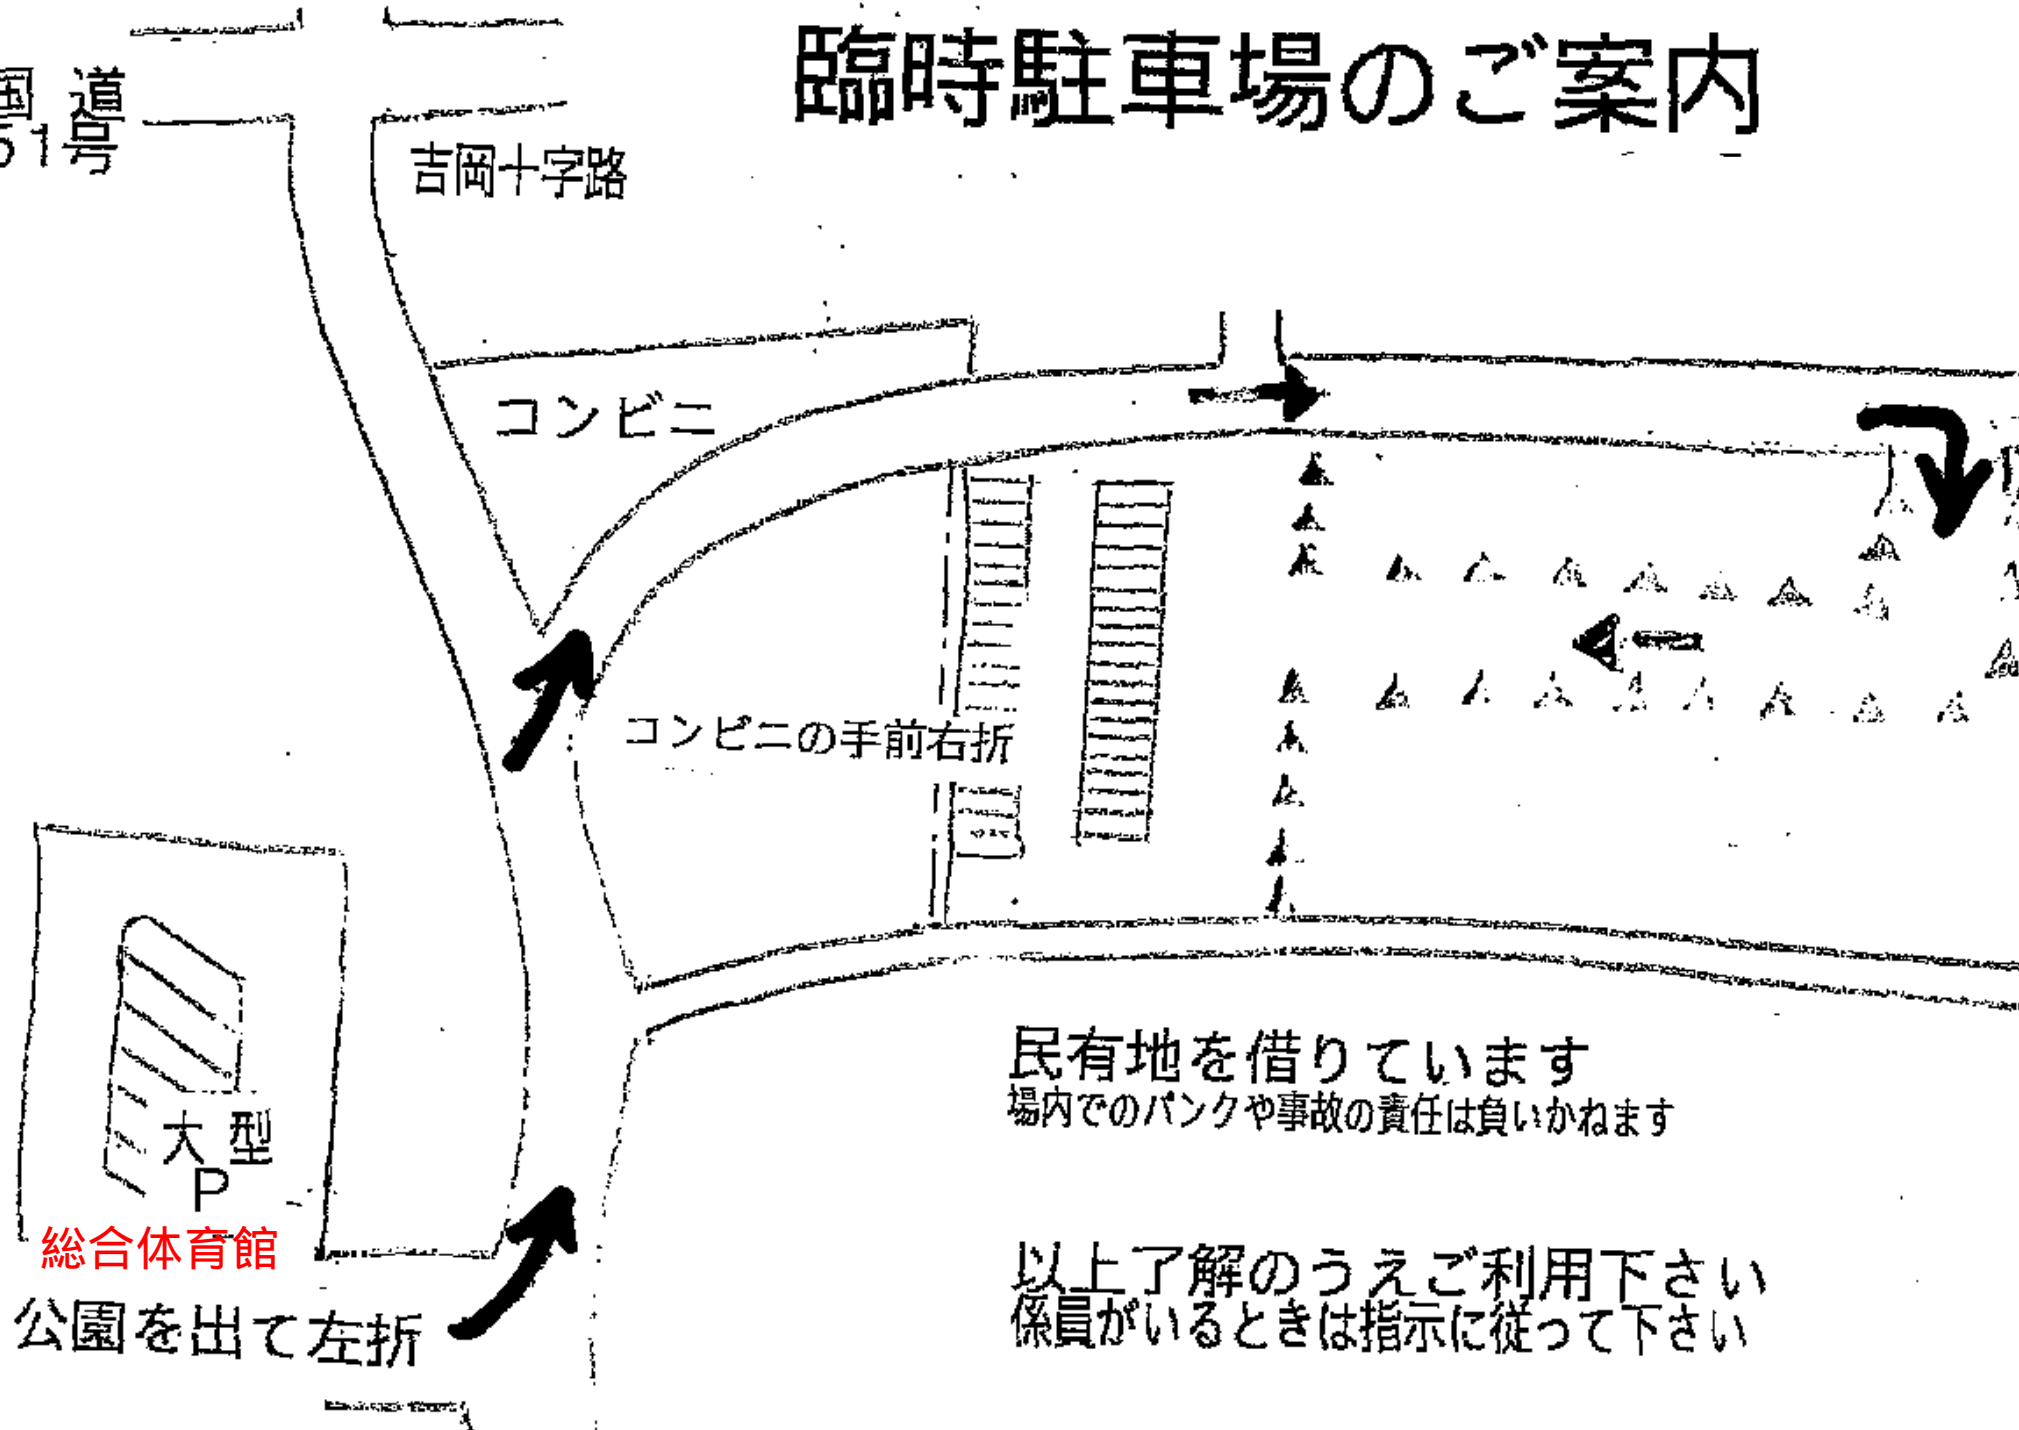 臨時駐車場のご案内
国道
51号
吉岡十字路
コンビニ
コンビニの手前右折
大型
P
総合体育館
公園を出て左折
民有地を借りています
場内でのパンクや事故の責任は負いかねます
以上了解のうえご利用下さい
係員がいるときは指示に従って下さい